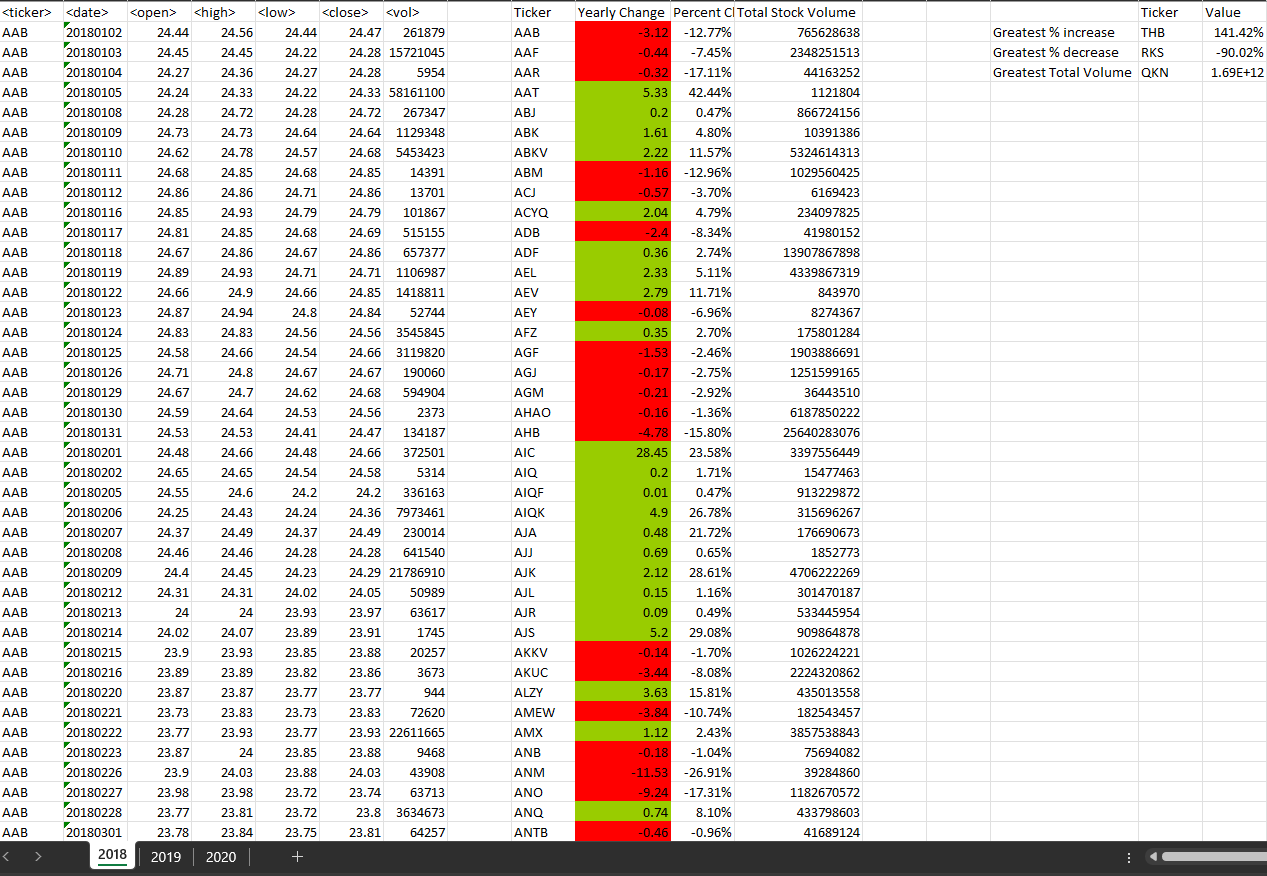 <ticker> <date> <open> <high> <low> <close> <vol> Ticker Yearly Change Percent Cl Total Stock Volume Ticker Value
AAB 20180102 24.44 24.56 24.44 24.47 261879 AAB -3.12 -12.77% 765628638 Greatest % increase THB 141.42%
AAB 20180103 24.45 24.45 24.22 24.28 15721045 AAF -0.44 -7.45% 2348251513 Greatest % decrease RKS -90.02%
AAB 20180104 24.27 24.36 24.27 24.28 5954 AAR -0.32 -17.11% 44163252 Greatest Total Volume QKN 1.69E+12
AAB 20180105 24.24 24.33 24.22 24.33 58161100 AAT 5.33 42.44% 1121804
AAB 20180108 24.28 24.72 24.28 24.72 267347 ABJ 0.2 0.47% 866724156
AAB 20180109 24.73 24.73 24.64 24.64 1129348 ABK 1.61 4.80% 10391386
AAB 20180110 24.62 24.78 24.57 24.68 5453423 ABKV 2.22 11.57% 5324614313
AAB 20180111 24.68 24.85 24.68 24.85 14391 ABM -1.16 -12.96% 1029560425
AAB 20180112 24.86 24.86 24.71 24.86 13701 ACJ -0.57 -3.70% 6169423
AAB 20180116 24.85 24.93 24.79 24.79 101867 ACYQ 2.04 4.79% 234097825
AAB 20180117 24.81 24.85 24.68 24.69 515155 ADB -2.4 -8.34% 41980152
AAB 20180118 24.67 24.86 24.67 24.86 657377 ADF 0.36 2.74% 13907867898
AAB 20180119 24.89 24.93 24.71 24.71 1106987 AEL 2.33 5.11% 4339867319
AAB 20180122 24.66 24.9 24.66 24.85 1418811 AEV 2.79 11.71% 843970
AAB 20180123 24.87 24.94 24.8 24.84 52744 AEY -0.08 -6.96% 8274367
AAB 20180124 24.83 24.83 24.56 24.56 3545845 AFZ 0.35 2.70% 175801284
AAB 20180125 24.58 24.66 24.54 24.66 3119820 AGF -1.53 -2.46% 1903886691
AAB 20180126 24.71 24.8 24.67 24.67 190060 AGJ -0.17 -2.75% 1251599165
AAB 20180129 24.67 24.7 24.62 24.68 594904 AGM -0.21 -2.92% 36443510
AAB 20180130 24.59 24.64 24.53 24.56 2373 AHAO -0.16 -1.36% 6187850222
AAB 20180131 24.53 24.53 24.41 24.47 134187 AHB -4.78 -15.80% 25640283076
AAB 20180201 24.48 24.66 24.48 24.66 372501 AIC 28.45 23.58% 3397556449
AAB 20180202 24.65 24.65 24.54 24.58 5314 AIQ 0.2 1.71% 15477463
AAB 20180205 24.55 24.6 24.2 24.2 336163 AIQF 0.01 0.47% 913229872
AAB 20180206 24.25 24.43 24.24 24.36 7973461 AIQK 4.9 26.78% 315696267
AAB 20180207 24.37 24.49 24.37 24.49 230014 AJA 0.48 21.72% 176690673
AAB 20180208 24.46 24.46 24.28 24.28 641540 AJJ 0.69 0.65% 1852773
AAB 20180209 24.4 24.45 24.23 24.29 21786910 AJK 2.12 28.61% 4706222269
AAB 20180212 24.31 24.31 24.02 24.05 50989 AJL 0.15 1.16% 301470187
AAB 20180213 24 24 23.93 23.97 63617 AJR 0.09 0.49% 533445954
AAB 20180214 24.02 24.07 23.89 23.91 1745 AJS 5.2 29.08% 909864878
AAB 20180215 23.9 23.93 23.85 23.88 20257 AKKV -0.14 -1.70% 1026224221
AAB 20180216 23.89 23.89 23.82 23.86 3673 AKUC -3.44 -8.08% 2224320862
AAB 20180220 23.87 23.87 23.77 23.77 944 ALZY 3.63 15.81% 435013558
AAB 20180221 23.73 23.83 23.73 23.83 72620 AMEW -3.84 -10.74% 182543457
AAB 20180222 23.77 23.93 23.77 23.93 22611665 AMX 1.12 2.43% 3857538843
AAB 20180223 23.87 24 23.85 23.88 9468 ANB -0.18 -1.04% 75694082
AAB 20180226 23.9 24.03 23.88 24.03 43908 ANM -11.53 -26.91% 39284860
AAB 20180227 23.98 23.98 23.72 23.74 63713 ANO -9.24 -17.31% 1182670572
AAB 20180228 23.77 23.81 23.72 23.8 3634673 ANQ 0.74 8.10% 433798603
AAB 20180301 23.78 23.84 23.75 23.81 64257 ANTB -0.46 -0.96% 41689124
2018 2019 2020